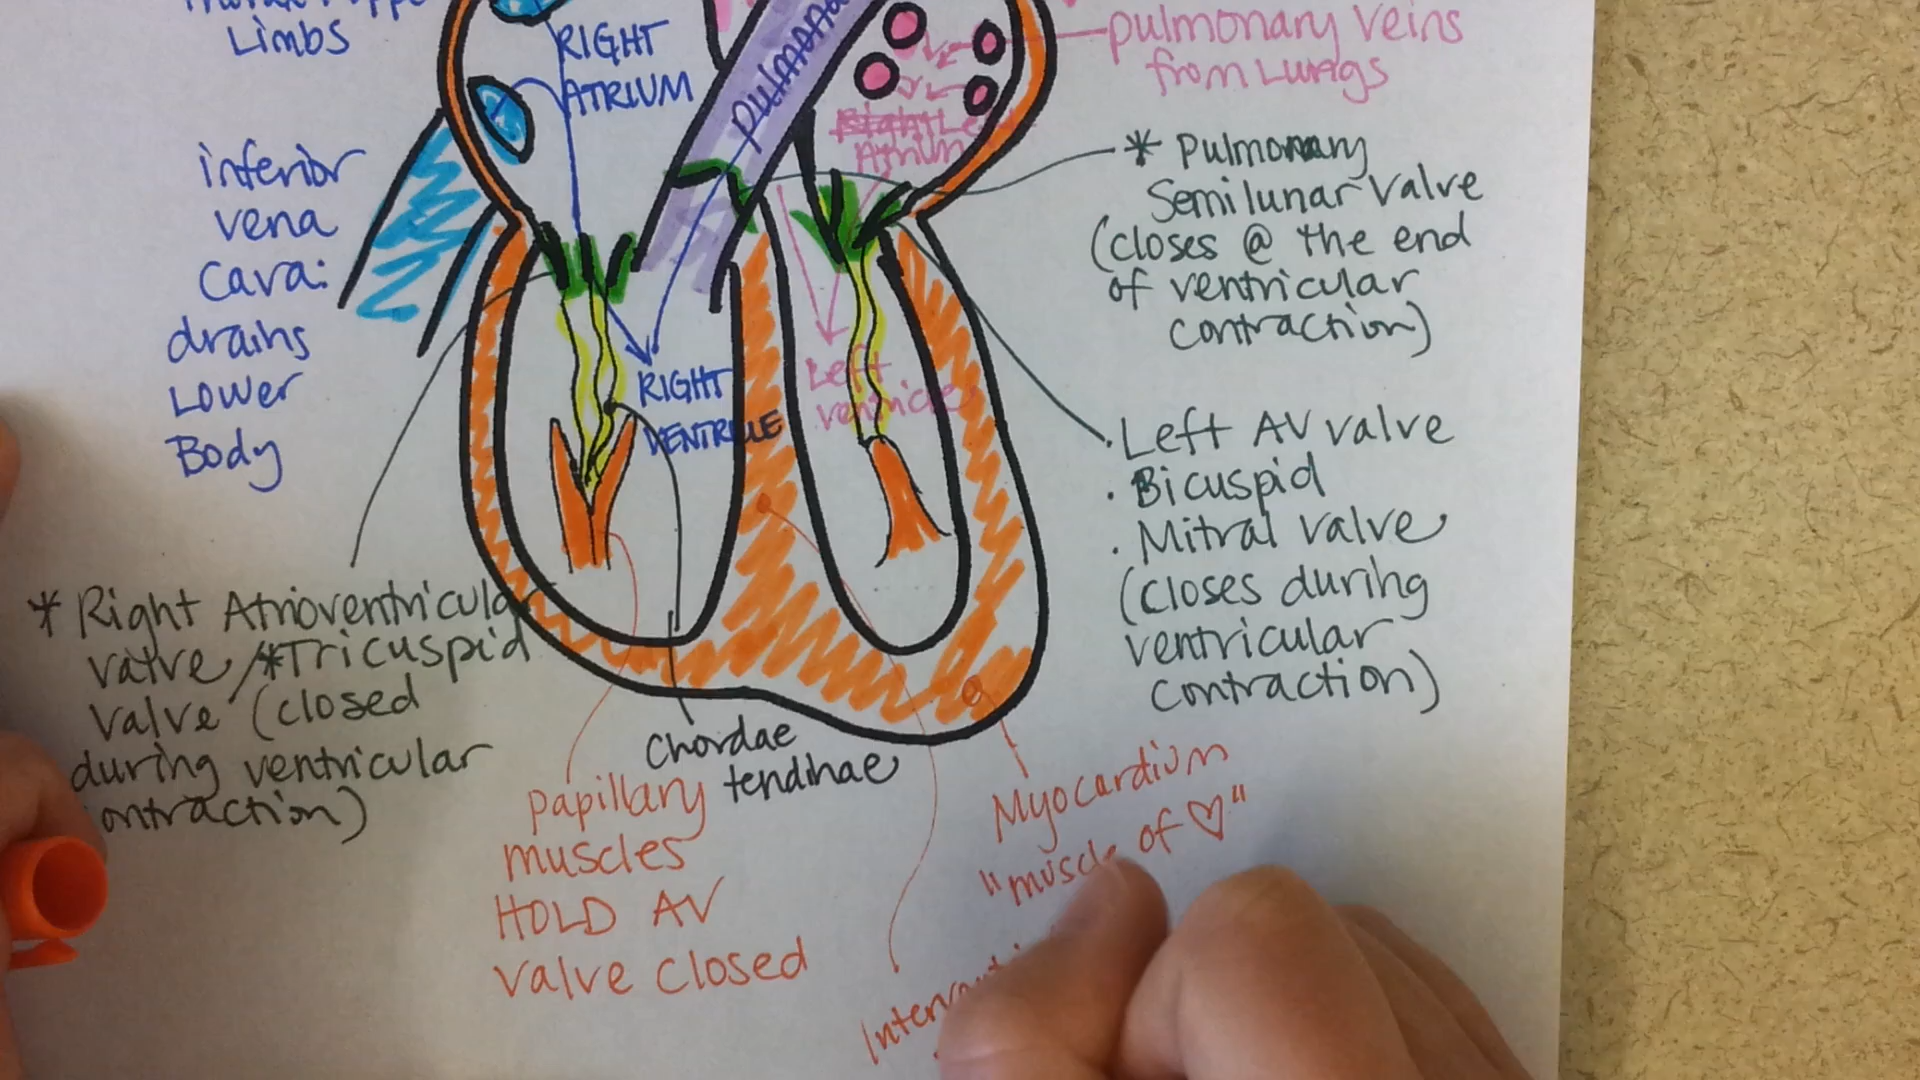 Limbs
RIGHT
ATRIUM
inferior
vena
cava:
drains
Lower
Body
pulmonary veins
from Lungs
Atrium
* Pulmonary
Semilunar Valve
(closes @ the end
of ventricular
contraction)
RIGHT
VENTRICLE
Left
ventricle
. Left AV valve
. Bicuspid
. Mitral valve
(closes during
ventricular
contraction)
* Right Atrioventricular
valve/*Tricuspid
valve (closed
during ventricular
contraction)
Chordae
tendinae
papillary
muscles
HOLD AV
valve closed
Myocardium
"muscle of ♡"